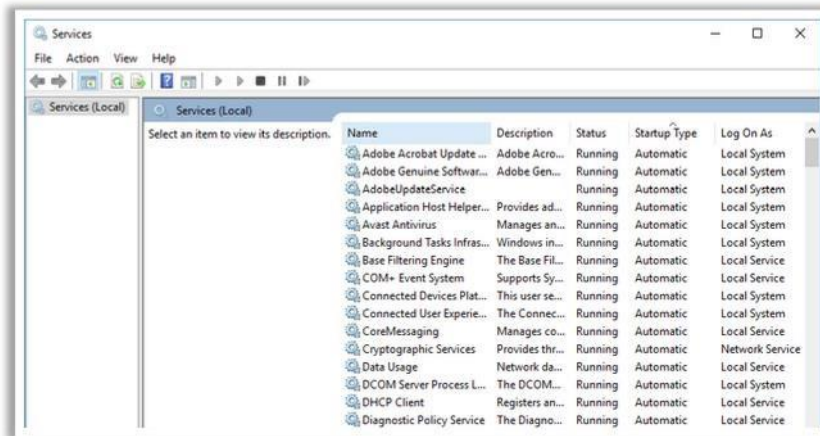 Services
File Action View Help
Services (Local)
Services (Local)
Select an item to view its description.
Name Description Status Startup Type Log On As
Adobe Acrobat Update ... Adobe Acro... Running Automatic Local System
Adobe Genuine Softwar... Adobe Gen... Running Automatic Local System
AdobeUpdateService Running Automatic Local System
Application Host Helper... Provides ad... Running Automatic Local System
Avast Antivirus Manages an... Running Automatic Local System
Background Tasks Infras... Windows in... Running Automatic Local System
Base Filtering Engine The Base Fil... Running Automatic Local Service
COM+ Event System Supports Sy... Running Automatic Local Service
Connected Devices Plat... This user se... Running Automatic Local System
Connected User Experie... The Connec... Running Automatic Local System
CoreMessaging Manages co... Running Automatic Local Service
Cryptographic Services Provides thr... Running Automatic Network Service
Data Usage Network da... Running Automatic Local Service
DCOM Server Process L... The DCOM... Running Automatic Local System
DHCP Client Registers an... Running Automatic Local Service
Diagnostic Policy Service The Diagno... Running Automatic Local Service